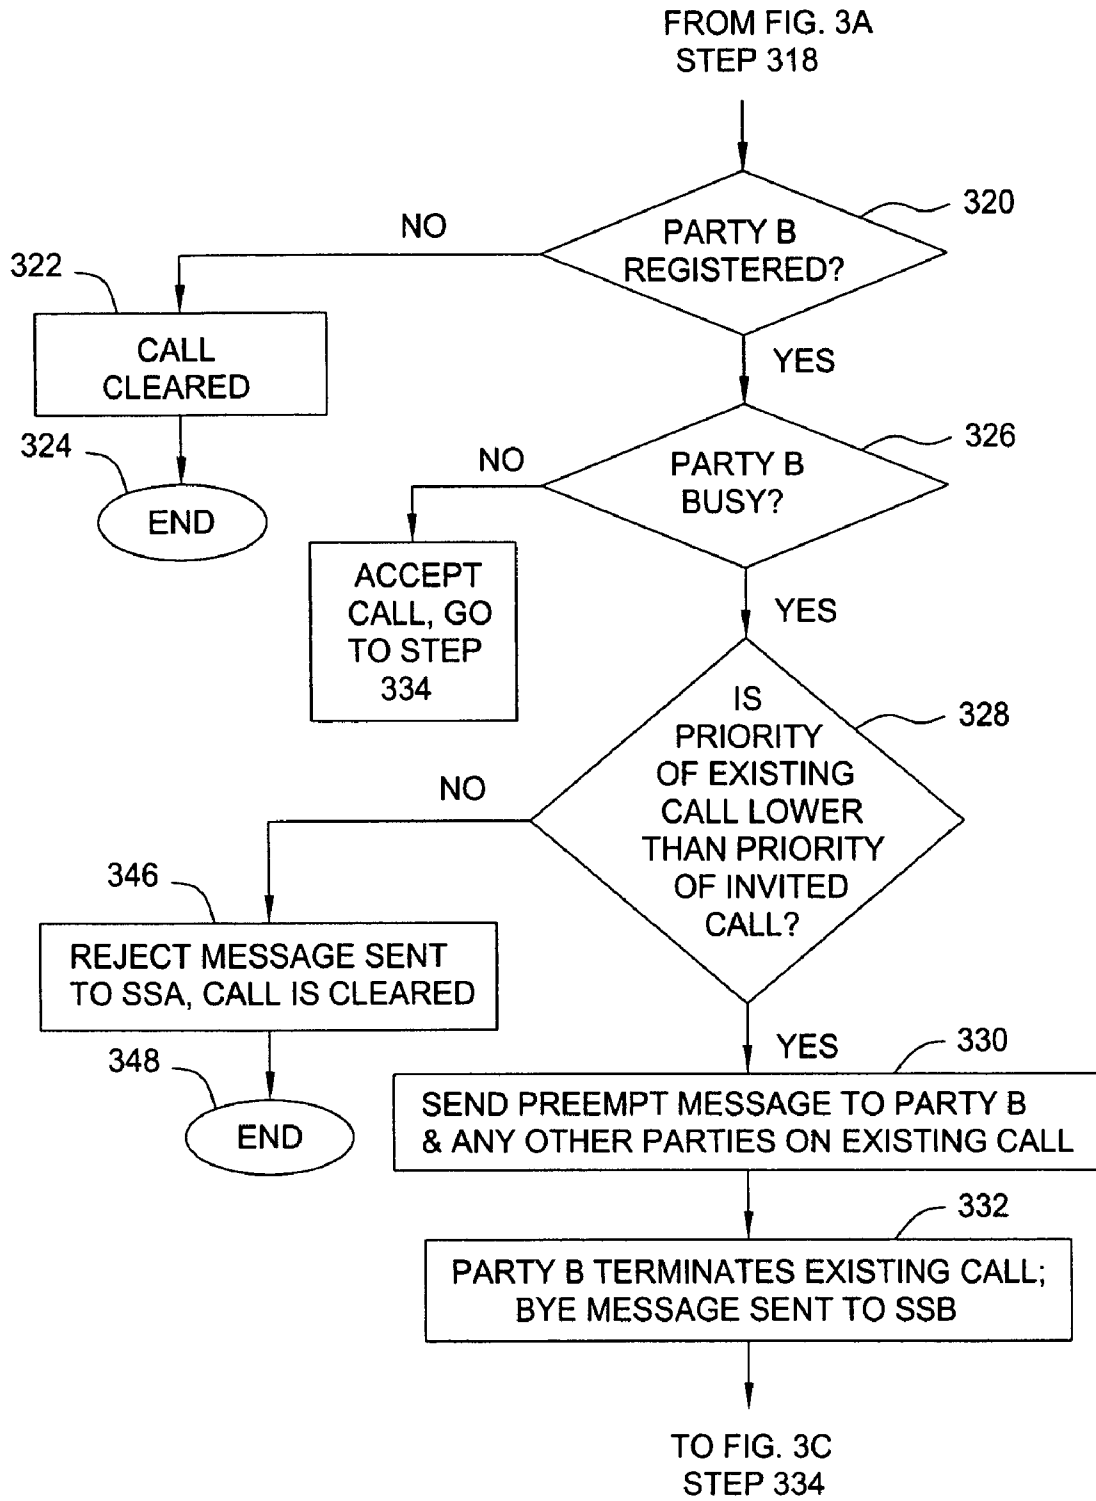 FROM FIG. 3A
STEP 318
320
NO
PARTY B
REGISTERED?
322
CALL
CLEARED
YES
324
END
326
NO
PARTY B
BUSY?
ACCEPT
CALL, GO
TO STEP
334
YES
328
IS
PRIORITY
OF EXISTING
CALL LOWER
THAN PRIORITY
OF INVITED
CALL?
NO
346
REJECT MESSAGE SENT
TO SSA, CALL IS CLEARED
348
END
YES
330
SEND PREEMPT MESSAGE TO PARTY B
& ANY OTHER PARTIES ON EXISTING CALL
332
PARTY B TERMINATES EXISTING CALL;
BYE MESSAGE SENT TO SSB
TO FIG. 3C
STEP 334